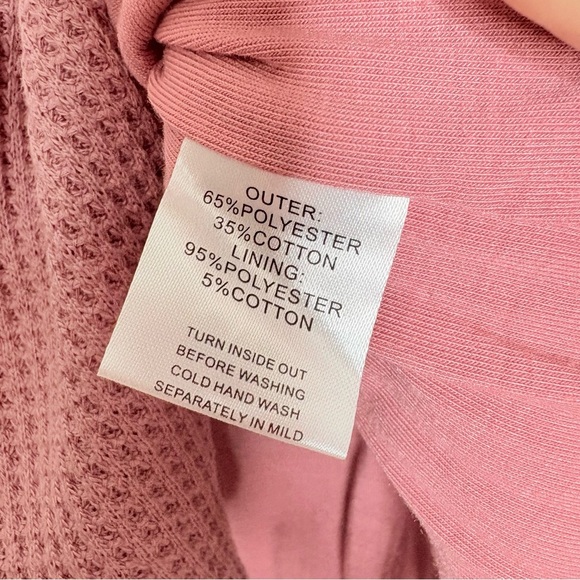 OUTER:
65%POLYESTER
35%COTTON
LINING:
95%POLYESTER
5%COTTON
TURN INSIDE OUT
BEFORE WASHING
COLD HAND WASH
SEPARATELY IN MILD